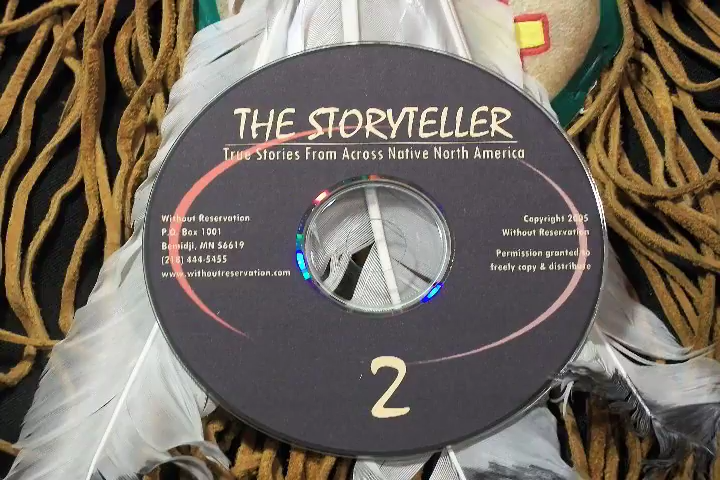 THE STORYTELLER
True Stories From Across Native North America
Without Reservation
P.O. Box 1001
Bemidji, MN 56619
(218) 444-5455
www.withoutreservation.com
Copyright 2005
Without Reservation
Permission granted to
freely copy & distribute
2